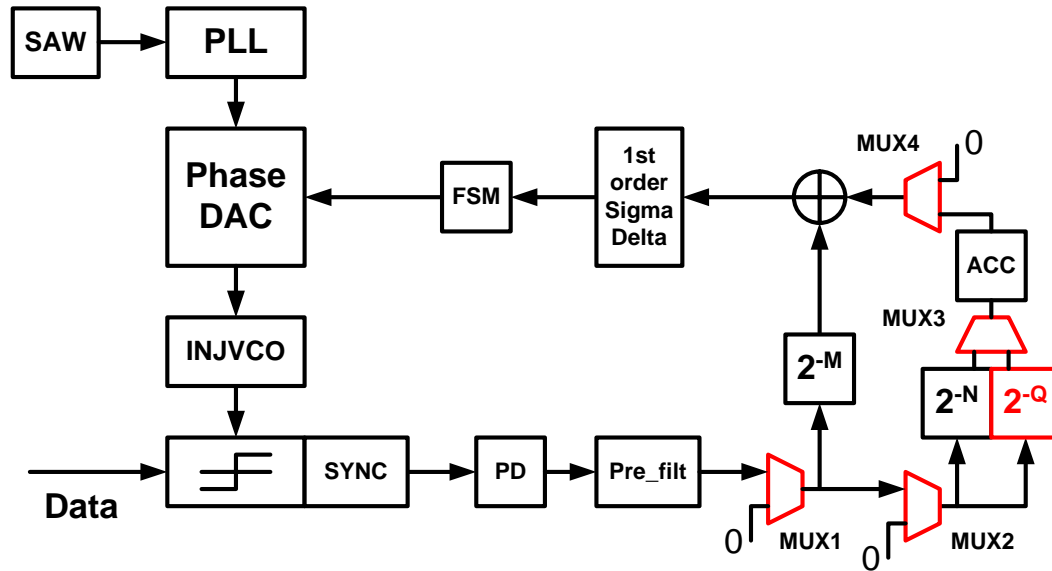 SAW
PLL
Phase
DAC
FSM
1st
order
Sigma
Delta
MUX4
0
ACC
MUX3
INJVCO
2-M
2-N
2-Q
SYNC
PD
Pre_filt
Data
0
MUX1
0
MUX2